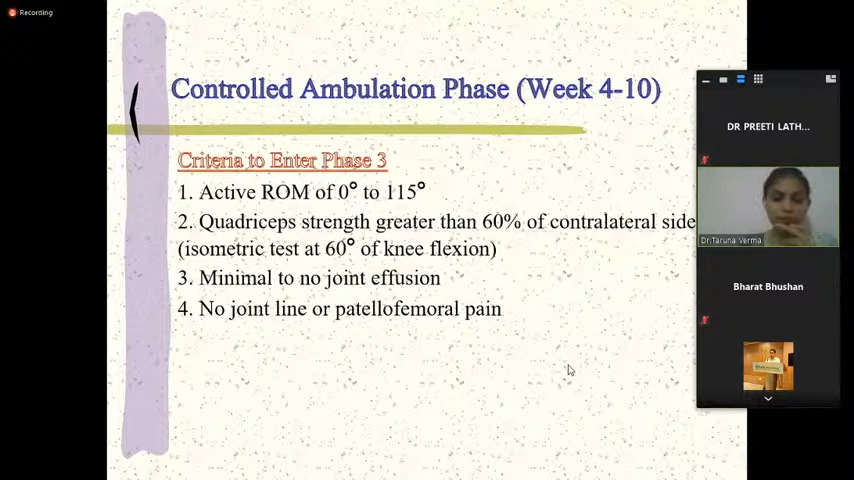 Recording
Controlled Ambulation Phase (Week 4-10)
Criteria to Enter Phase 3
1. Active ROM of 0° to 115°
2. Quadriceps strength greater than 60% of contralateral side
(isometric test at 60° of knee flexion)
3. Minimal to no joint effusion
4. No joint line or patellofemoral pain
DR PREETI LATH...
Dr.Taruna Verma
Bharat Bhushan